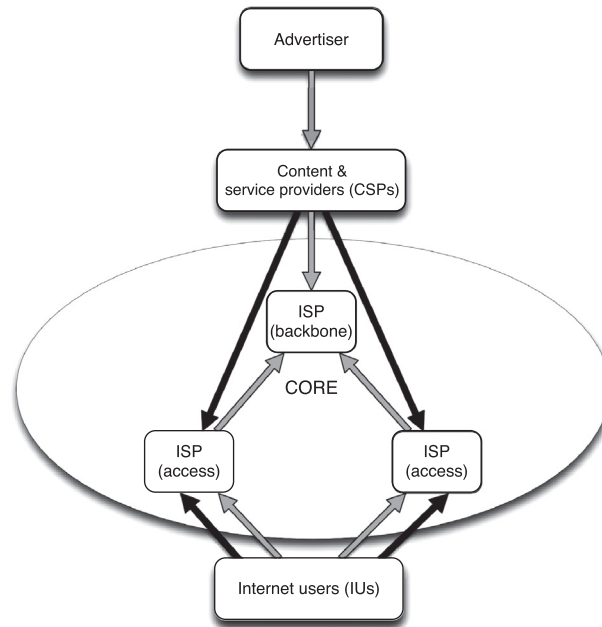 Advertiser
Content &
service providers (CSPs)
ISP
(backbone)
CORE
ISP
(access)
ISP
(access)
Internet users (IUs)